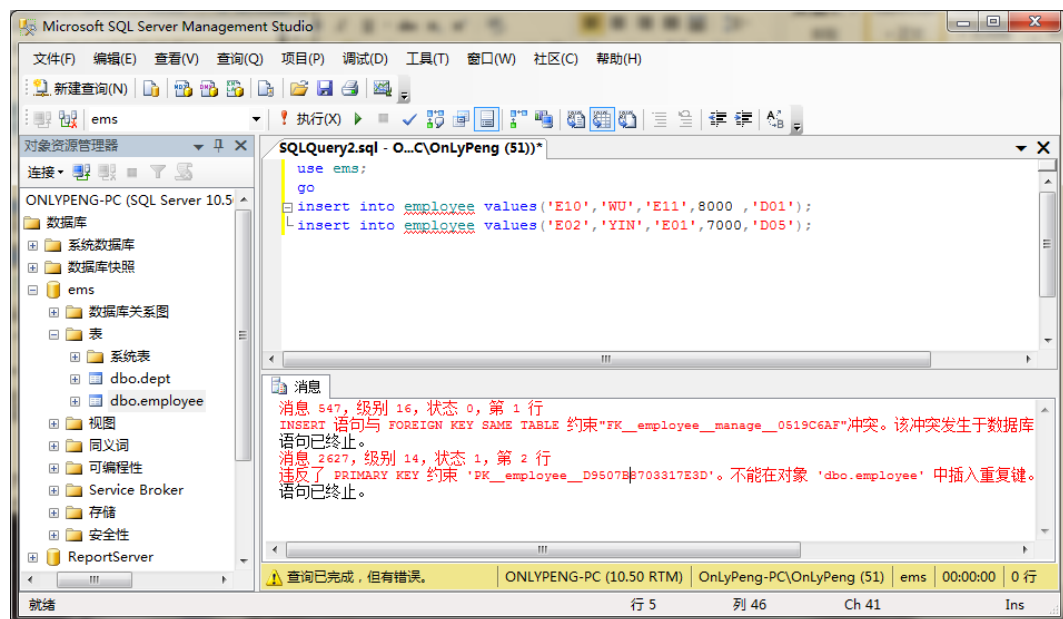 Microsoft SQL Server Management Studio
文件(F) 编辑(E) 查看(V) 查询(Q) 项目(P) 调试(D) 工具(T) 窗口(W) 社区(C) 帮助(H)
新建查询(N)
ems 执行(X)
对象资源管理器
连接
ONLYPENG-PC (SQL Server 10.5
数据库
系统数据库
数据库快照
ems
数据库关系图
表
系统表
dbo.dept
dbo.employee
视图
同义词
可编程性
Service Broker
存储
安全性
ReportServer
SQLQuery2.sql - O...C\OnLyPeng (51))*
use ems;
go
insert into employee values('E10','WU','E11',8000 ,'D01');
insert into employee values('E02','YIN','E01',7000,'D05');
消息
消息 547，级别 16，状态 0，第 1 行
INSERT 语句与 FOREIGN KEY SAME TABLE 约束"FK__employee__manage__0519C6AF"冲突。该冲突发生于数据库
语句已终止。
消息 2627，级别 14，状态 1，第 2 行
违反了 PRIMARY KEY 约束 'PK__employee__D9507B8703317E3D'。不能在对象 'dbo.employee' 中插入重复键。
语句已终止。
查询已完成，但有错误。 ONLYPENG-PC (10.50 RTM) OnLyPeng-PC\OnLyPeng (51) ems 00:00:00 0 行
就绪 行 5 列 46 Ch 41 Ins